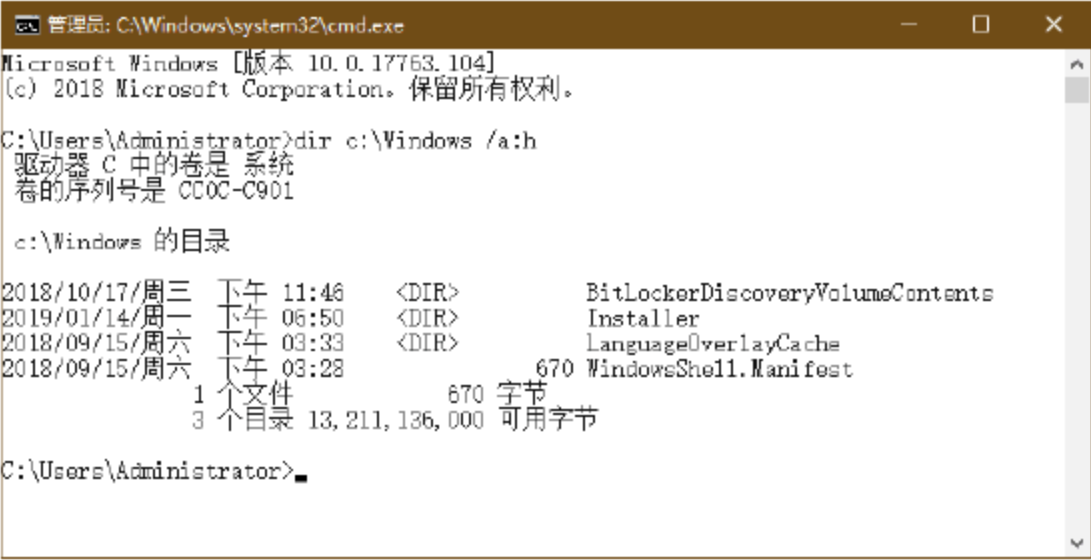 管理员: C:\Windows\system32\cmd.exe
Microsoft Windows [版本 10.0.17763.104]
(c) 2018 Microsoft Corporation。保留所有权利。
C:\Users\Administrator>dir c:\Windows /a:h
驱动器 C 中的卷是 系统
卷的序列号是 CC0C-C901
c:\Windows 的目录
2018/10/17/周三 下午 11:46 <DIR> BitLockerDiscoveryVolumeContents
2019/01/14/周一 下午 06:50 <DIR> Installer
2018/09/15/周六 下午 03:33 <DIR> LanguageOverlayCache
2018/09/15/周六 下午 03:28 670 WindowsShell.Manifest
1 个文件 670 字节
3 个目录 13,211,136,000 可用字节
C:\Users\Administrator>